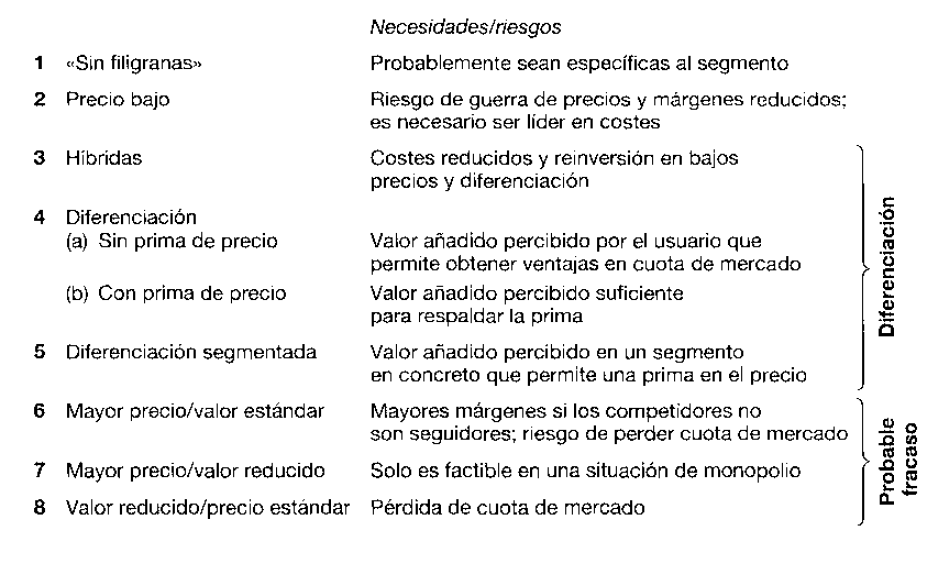 Necesidades/riesgos
1 «Sin filigranas» Probablemente sean específicas al segmento
2 Precio bajo Riesgo de guerra de precios y márgenes reducidos;
es necesario ser líder en costes
3 Híbridas Costes reducidos y reinversión en bajos
precios y diferenciación
4 Diferenciación
(a) Sin prima de precio Valor añadido percibido por el usuario que
permite obtener ventajas en cuota de mercado
(b) Con prima de precio Valor añadido percibido suficiente
para respaldar la prima
5 Diferenciación segmentada Valor añadido percibido en un segmento
en concreto que permite una prima en el precio
Diferenciación
6 Mayor precio/valor estándar Mayores márgenes si los competidores no
son seguidores; riesgo de perder cuota de mercado
7 Mayor precio/valor reducido Solo es factible en una situación de monopolio
8 Valor reducido/precio estándar Pérdida de cuota de mercado
Probable
fracaso